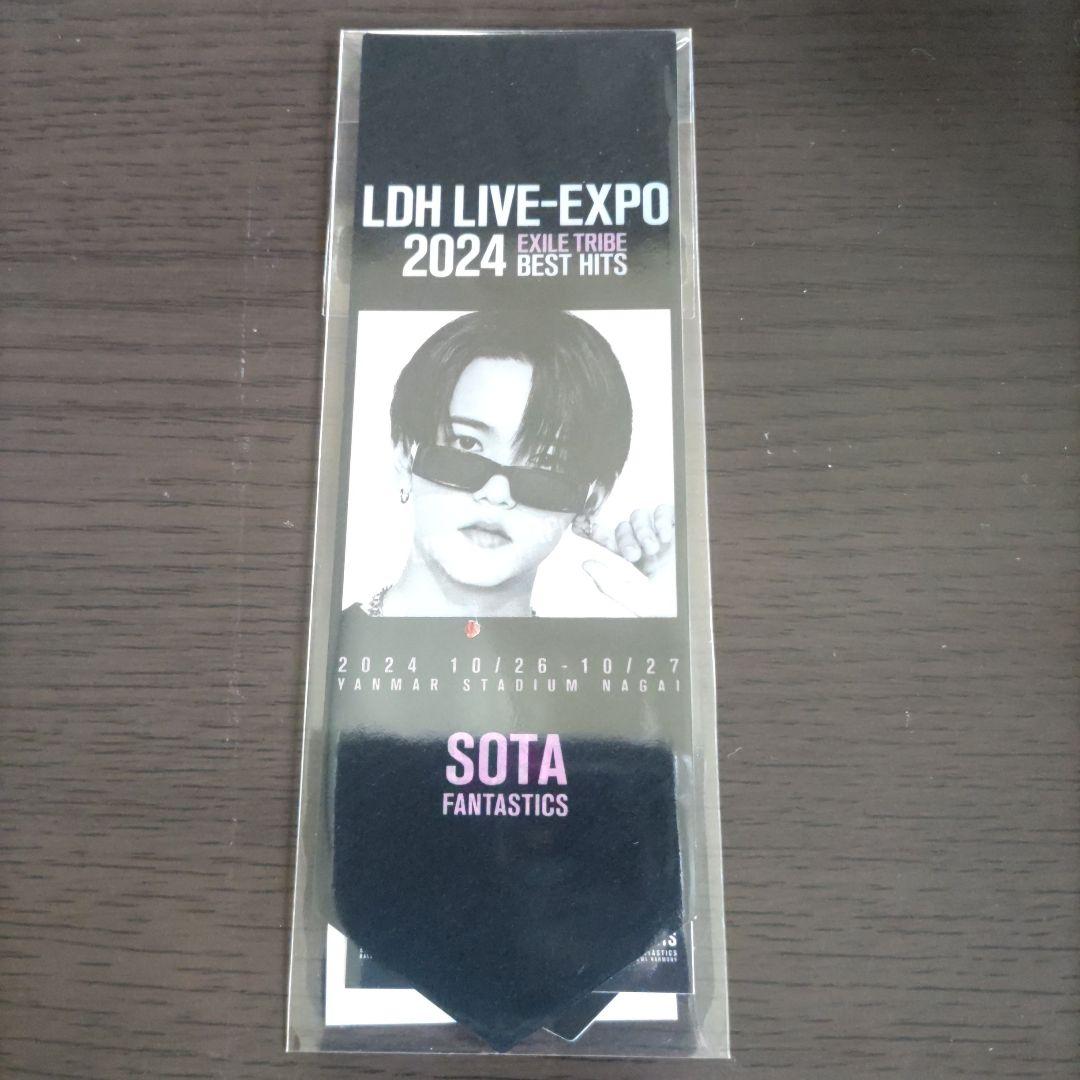 LDH LIVE-EXPO
2024 EXILE TRIBE
BEST HITS
2024 10/26-10/27
YANMAR STADIUM NAGAI
SOTA
FANTASTICS